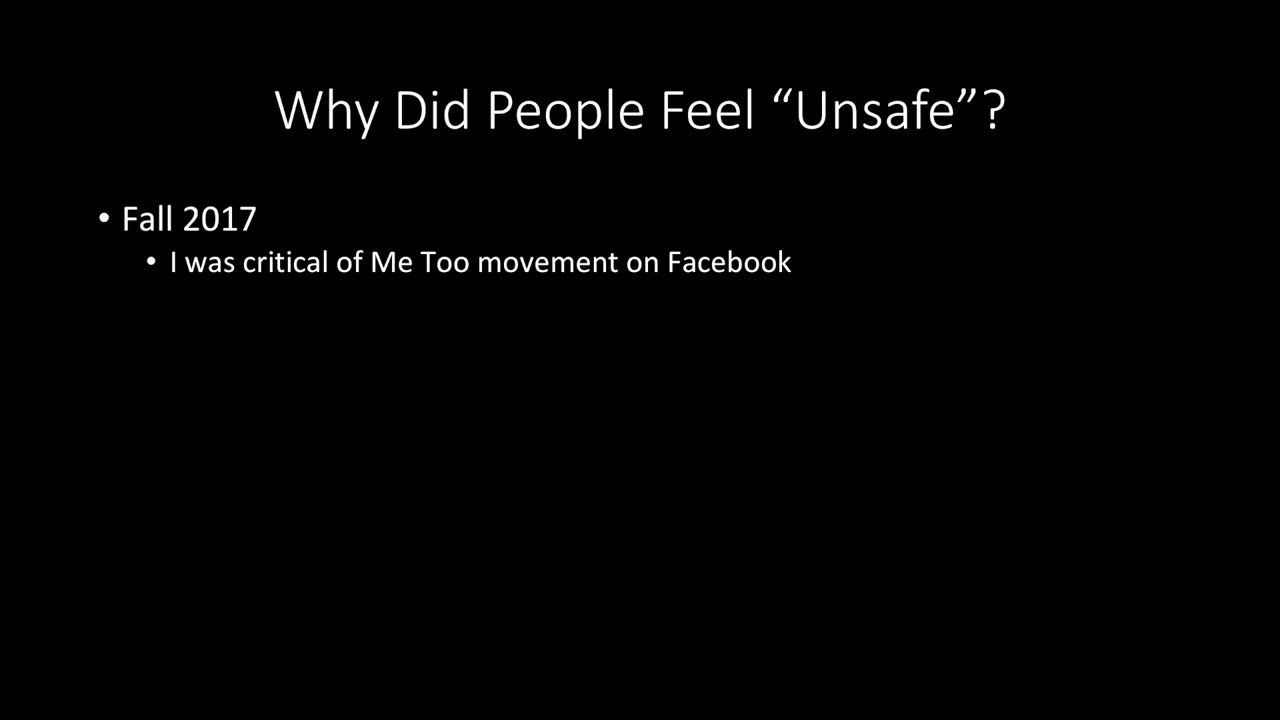 Why Did People Feel “Unsafe”?
• Fall 2017
• I was critical of Me Too movement on Facebook